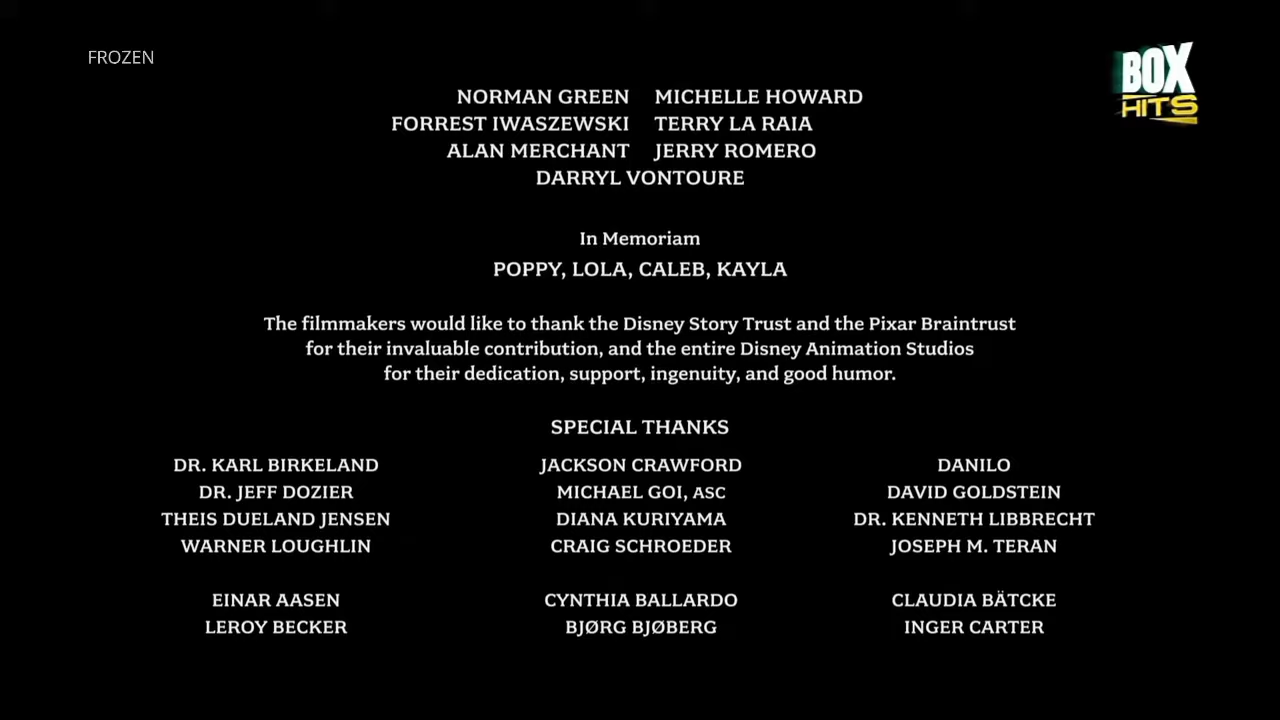 FROZEN
BOX
HITS
NORMAN GREEN MICHELLE HOWARD
FORREST IWASZEWSKI TERRY LA RAIA
ALAN MERCHANT JERRY ROMERO
DARRYL VONTOURE
In Memoriam
POPPY, LOLA, CALEB, KAYLA
The filmmakers would like to thank the Disney Story Trust and the Pixar Braintrust
for their invaluable contribution, and the entire Disney Animation Studios
for their dedication, support, ingenuity, and good humor.
SPECIAL THANKS
DR. KARL BIRKELAND JACKSON CRAWFORD DANILO
DR. JEFF DOZIER MICHAEL GOI, ASC DAVID GOLDSTEIN
THEIS DUELAND JENSEN DIANA KURIYAMA DR. KENNETH LIBBRECHT
WARNER LOUGHLIN CRAIG SCHROEDER JOSEPH M. TERAN
EINAR AASEN CYNTHIA BALLARDO CLAUDIA BÄTCKE
LEROY BECKER BJØRG BJØBERG INGER CARTER